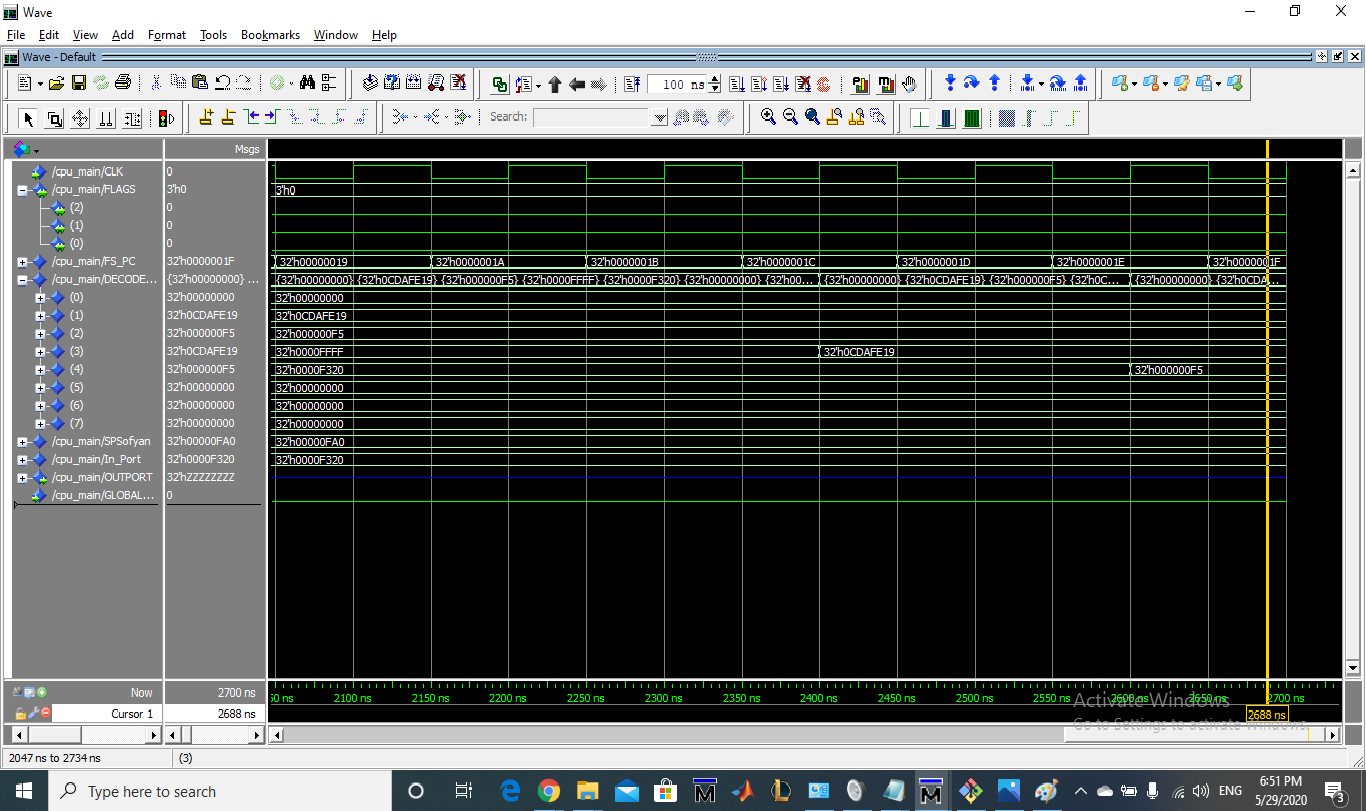 Wave
File Edit View Add Format Tools Bookmarks Window Help
Wave - Default
100 ns
Search:
Msgs
/cpu_main/CLK 0
/cpu_main/FLAGS 3'h0 3'h0
(2) 0
(1) 0
(0) 0
/cpu_main/FS_PC 32'h0000001F 32'h00000019 32'h0000001A 32'h0000001B 32'h0000001C 32'h0000001D 32'h0000001E 32'h0000001F
/cpu_main/DECODE... {32'h00000000} ... {32'h00000000} {32'h0CDAFE19} {32'h000000F5} {32'h0000FFFF} {32'h0000F320} {32'h00000000} {32'h00... {32'h00000000} {32'h0CDAFE19} {32'h000000F5} {32'h0C... {32'h00000000} {32'h0CDA...
(0) 32'h00000000 32'h00000000
(1) 32'h0CDAFE19 32'h0CDAFE19
(2) 32'h000000F5 32'h000000F5
(3) 32'h0CDAFE19 32'h0000FFFF 32'h0CDAFE19
(4) 32'h000000F5 32'h0000F320 32'h000000F5
(5) 32'h00000000 32'h00000000
(6) 32'h00000000 32'h00000000
(7) 32'h00000000 32'h00000000
/cpu_main/SPSofyan 32'h00000FA0 32'h00000FA0
/cpu_main/In_Port 32'h0000F320 32'h0000F320
/cpu_main/OUTPORT 32'hZZZZZZZZ
/cpu_main/GLOBAL... 0
Now 2700 ns
50 ns 2100 ns 2150 ns 2200 ns 2250 ns 2300 ns 2350 ns 2400 ns 2450 ns 2500 ns 2550 ns 2600 ns 2650 ns 2700 ns
Activate Windows
Cursor 1 2688 ns 2688 ns
Go to Settings to activate Windows.
2047 ns to 2734 ns (3)
Type here to search
ENG
6:51 PM
5/29/2020
3